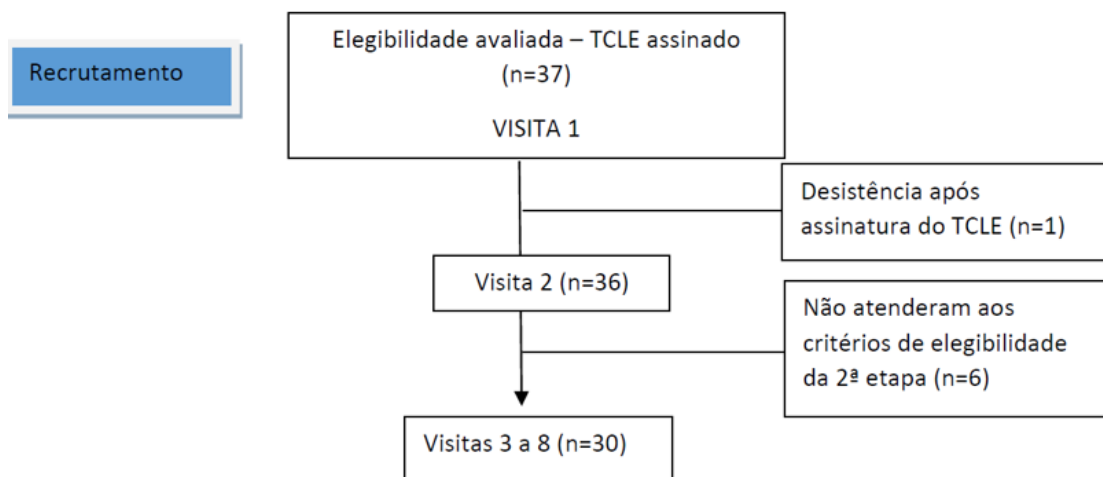 Recrutamento
Elegibilidade avaliada – TCLE assinado
(n=37)
VISITA 1
Desistência após
assinatura do TCLE (n=1)
Visita 2 (n=36)
Não atenderam aos
critérios de elegibilidade
da 2ª etapa (n=6)
Visitas 3 a 8 (n=30)